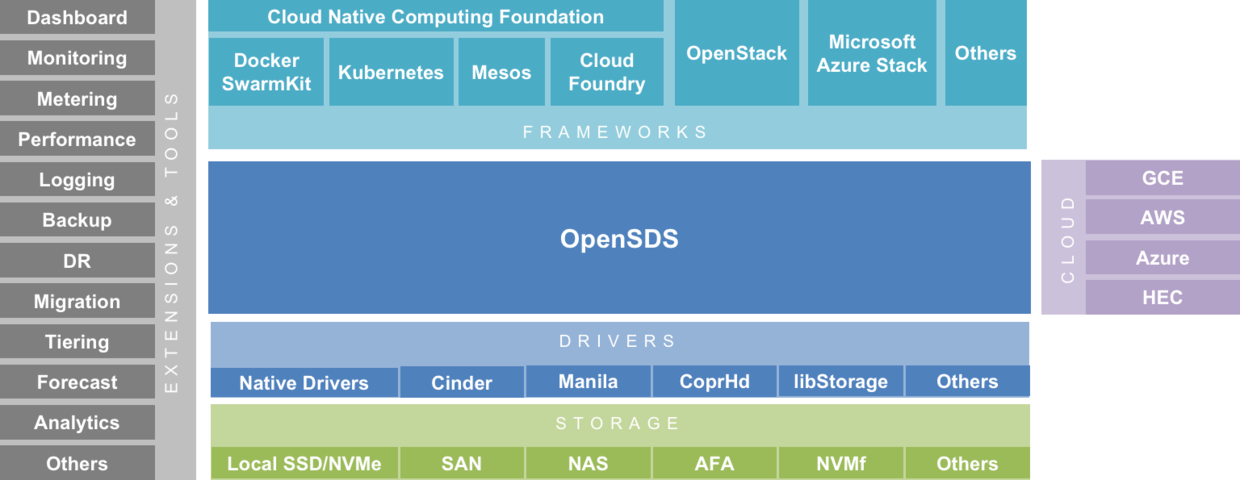 Dashboard
Monitoring
Metering
Performance
Logging
Backup
DR
Migration
Tiering
Forecast
Analytics
Others
EXTENSIONS & TOOLS
Cloud Native Computing Foundation
Docker
SwarmKit
Kubernetes
Mesos
Cloud
Foundry
OpenStack
Microsoft
Azure Stack
Others
FRAMEWORKS
OpenSDS
CLOUD
GCE
AWS
Azure
HEC
DRIVERS
Native Drivers
Cinder
Manila
CoprHd
libStorage
Others
STORAGE
Local SSD/NVMe
SAN
NAS
AFA
NVMf
Others